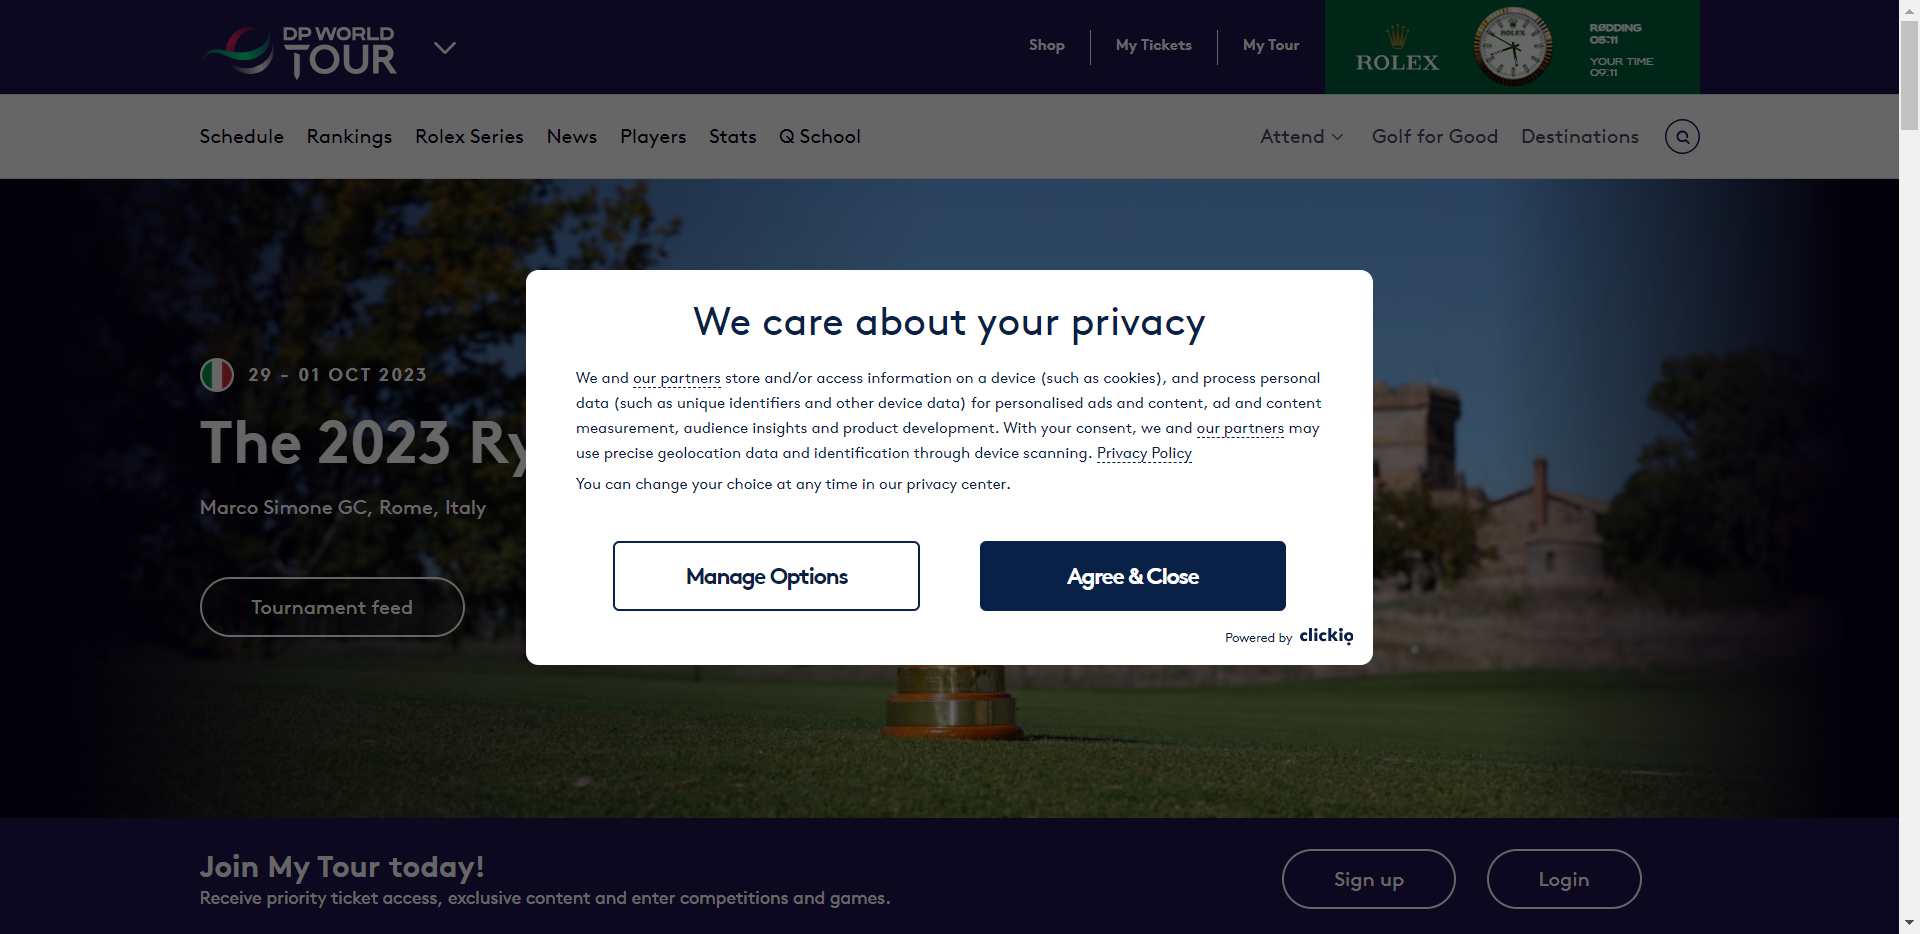 DP WORLD
TOUR
Shop
My Tickets
My Tour
ROLEX
ROLEX
RØDDING
05:11
YOUR TIME
09:11
Schedule
Rankings
Rolex Series
News
Players
Stats
Q School
Attend
Golf for Good
Destinations
29 - 01 OCT 2023
The 2023 Ry
Marco Simone GC, Rome, Italy
Tournament feed
We care about your privacy
We and our partners store and/or access information on a device (such as cookies), and process personal
data (such as unique identifiers and other device data) for personalised ads and content, ad and content
measurement, audience insights and product development. With your consent, we and our partners may
use precise geolocation data and identification through device scanning. Privacy Policy
You can change your choice at any time in our privacy center.
Manage Options
Agree & Close
Powered by clickio
Join My Tour today!
Receive priority ticket access, exclusive content and enter competitions and games.
Sign up
Login